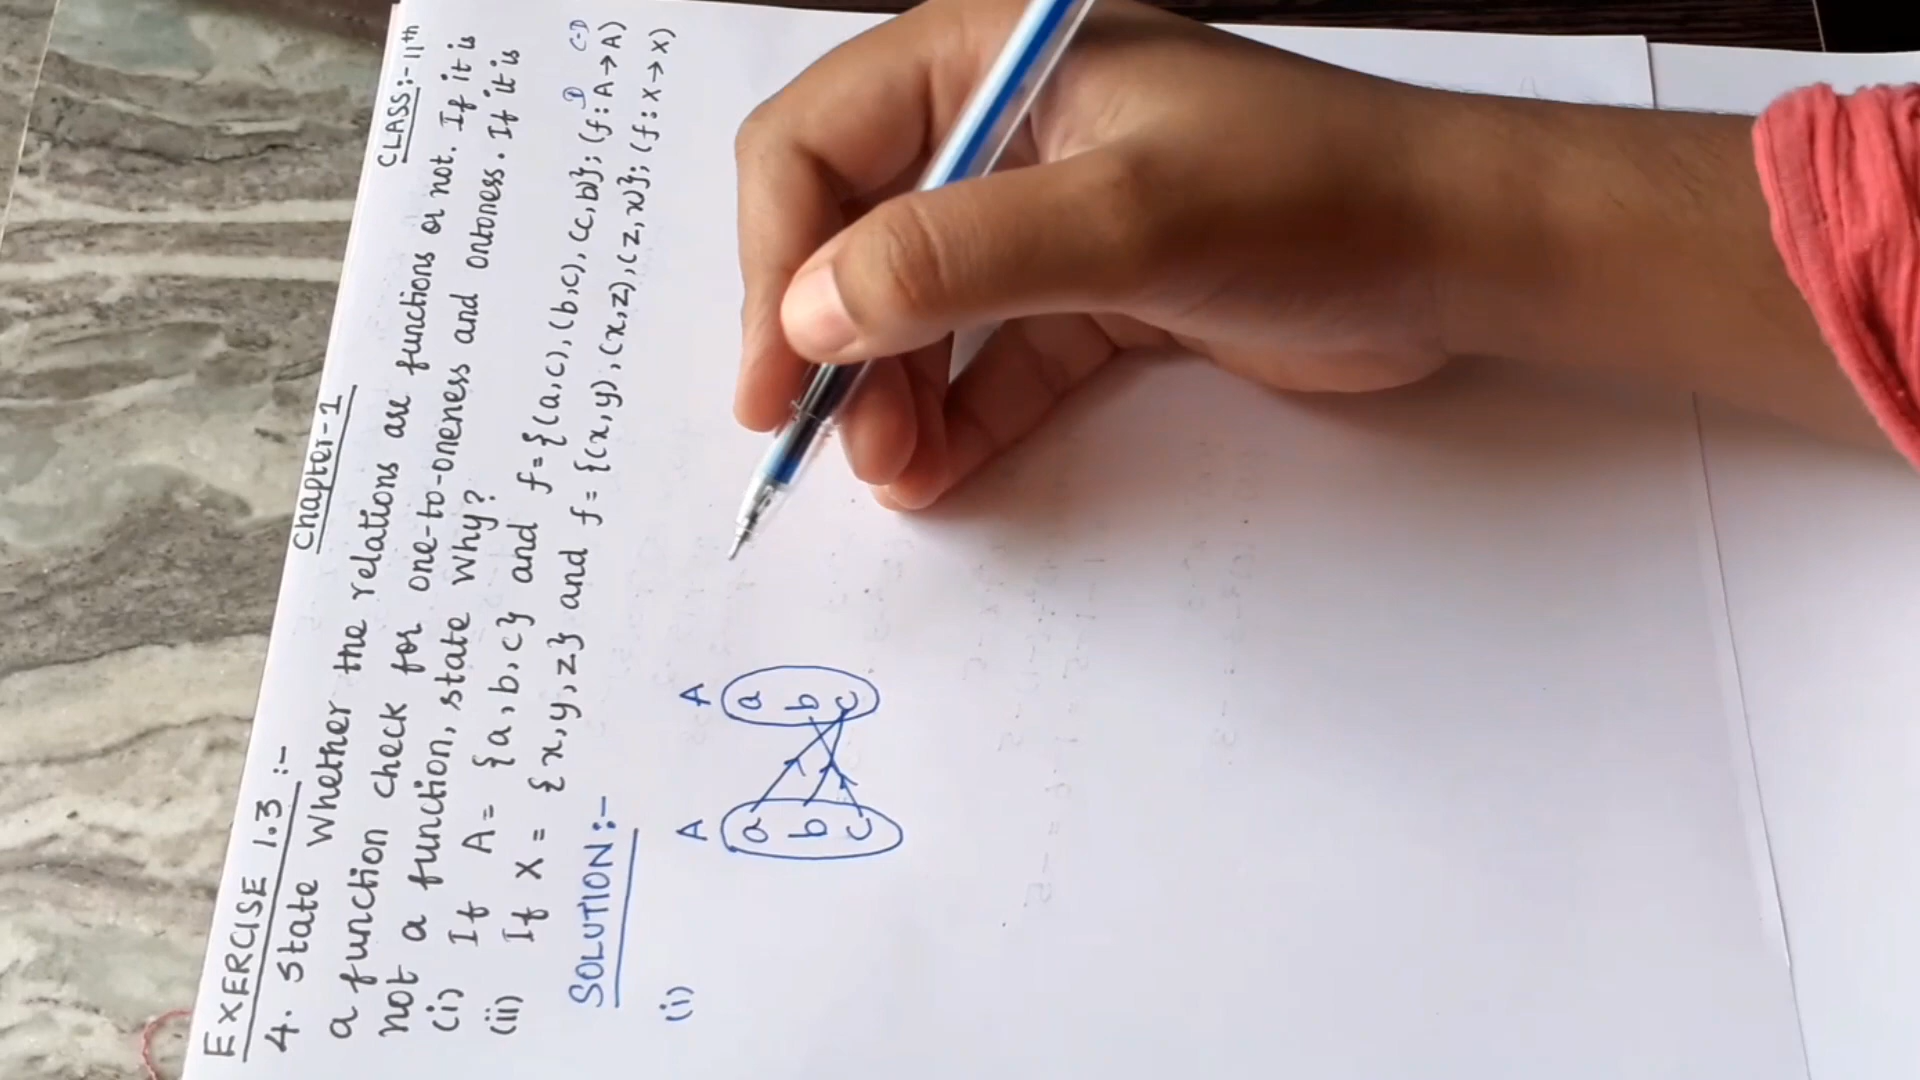 Chapter-1
CLASS:-11th
EXERCISE 1.3 :-
4. State whether the relations are functions or not. If it is
a function check for one-to-oneness and ontoness. If it is
not a function, state why?
(i) If A = {a, b, c} and f = {(a,c), (b,c), (c,b)}; (f: A → A)
D C-D
(ii) If X = {x, y, z} and f = {(x,y), (x,z), (z,x)}; (f: x → x)
SOLUTION:-
(i)
A A
a a
b b
c c